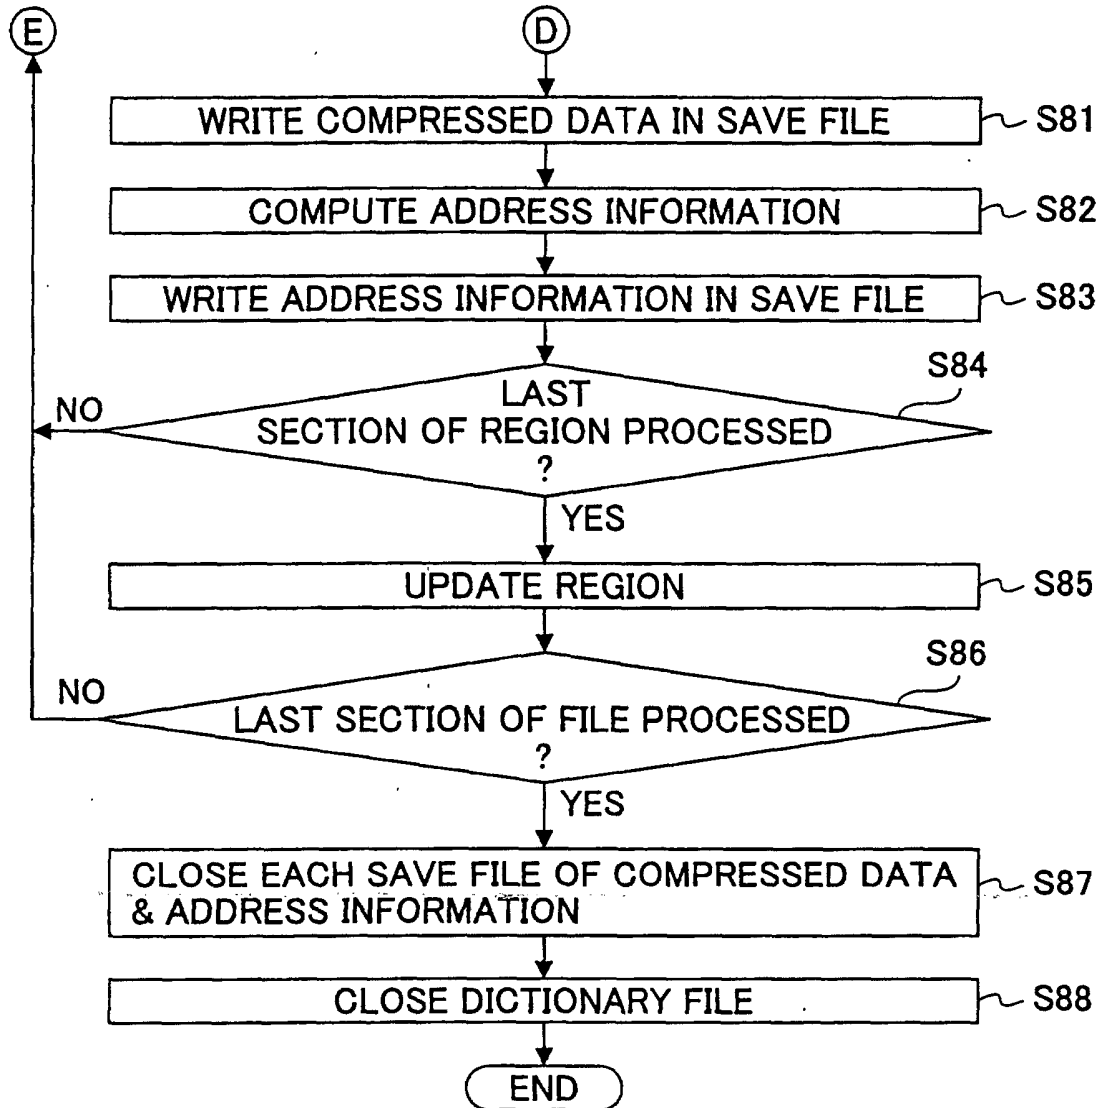 E
D
WRITE COMPRESSED DATA IN SAVE FILE
S81
COMPUTE ADDRESS INFORMATION
S82
WRITE ADDRESS INFORMATION IN SAVE FILE
S83
S84
LAST
NO
SECTION OF REGION PROCESSED
?
YES
UPDATE REGION
S85
S86
NO
LAST SECTION OF FILE PROCESSED
?
YES
CLOSE EACH SAVE FILE OF COMPRESSED DATA
& ADDRESS INFORMATION
S87
CLOSE DICTIONARY FILE
S88
END